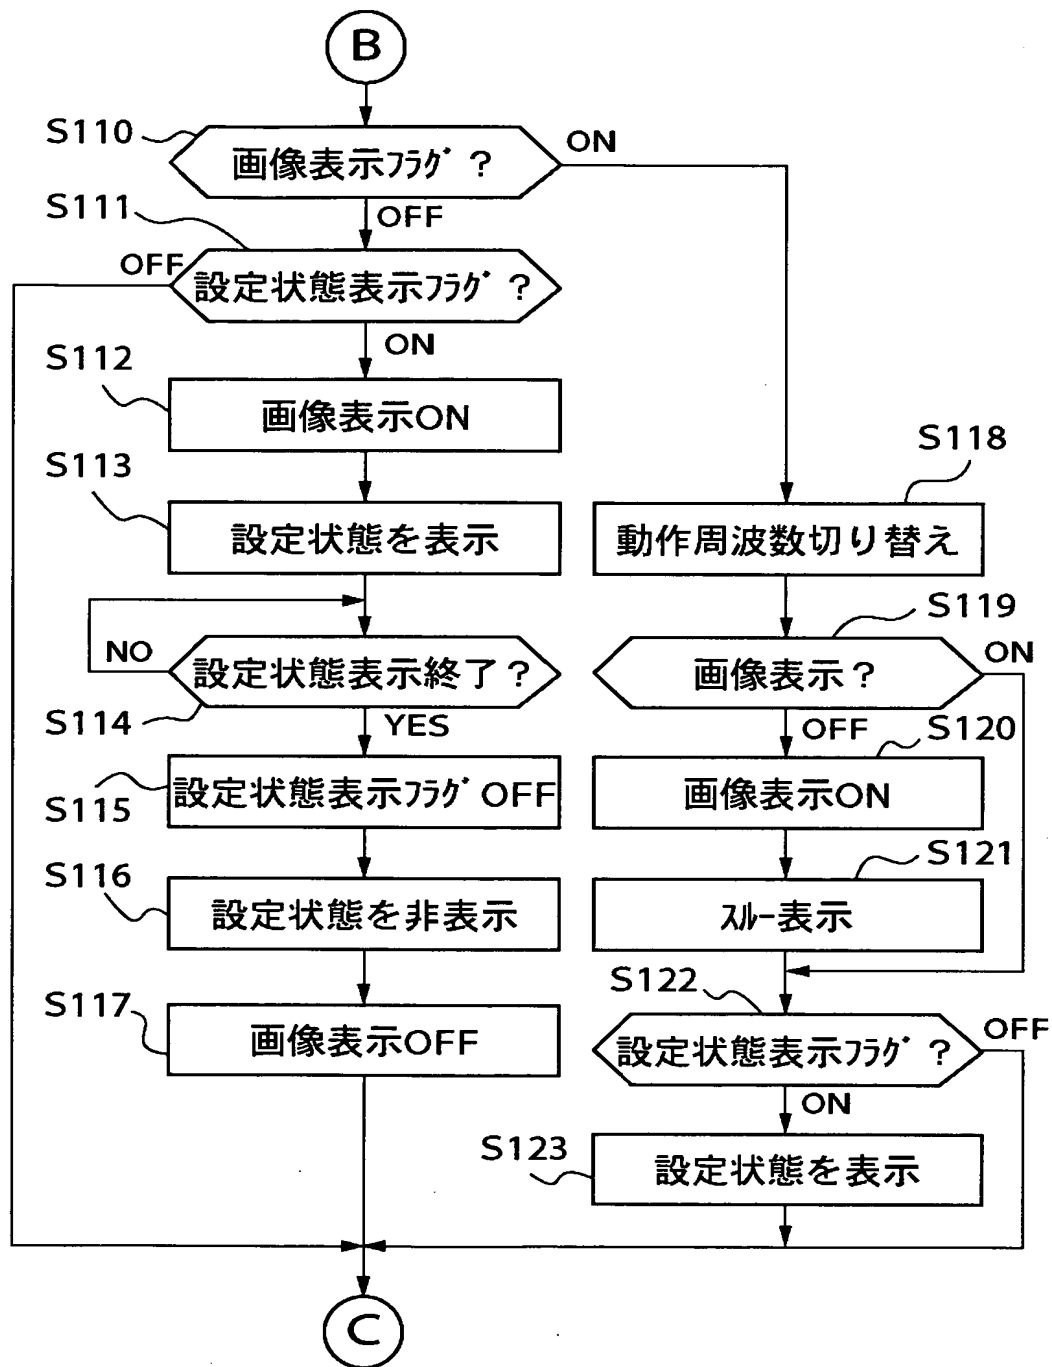 B
S110
画像表示ﾌﾗｸﾞ?
ON
OFF
S111
OFF
設定状態表示ﾌﾗｸﾞ?
ON
S112
画像表示ON
S113
設定状態を表示
NO
設定状態表示終了?
S114
YES
S115
設定状態表示ﾌﾗｸﾞOFF
S116
設定状態を非表示
S117
画像表示OFF
S118
動作周波数切り替え
S119
画像表示?
ON
OFF
S120
画像表示ON
S121
ｽﾙｰ表示
S122
設定状態表示ﾌﾗｸﾞ?
OFF
ON
S123
設定状態を表示
C